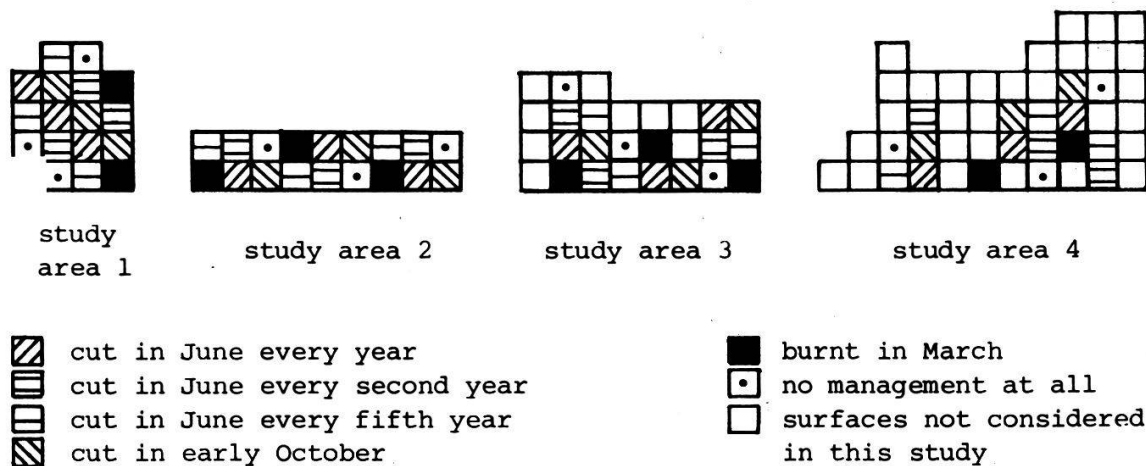 study
area 1
study area 2
study area 3
study area 4
cut in June every year
cut in June every second year
cut in June every fifth year
cut in early October
burnt in March
no management at all
surfaces not considered
in this study